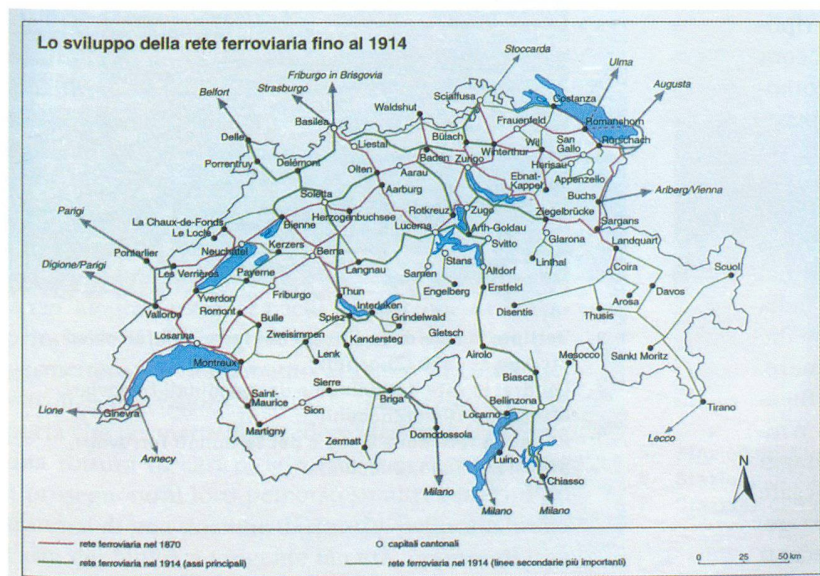 Lo sviluppo della rete ferroviaria fino al 1914
Stoccarda
Friburgo in Brisgovia
Strasburgo
Belfort
Ulma
Augusta
Sciaffusa
Costanza
Waldshut
Basilea
Frauenfeld
Romanshorn
Delle
Liestal
Bülach
Rorschach
Porrentruy
Delémont
Baden
Winterthur
Wil
San
Gallo
Olten
Aarau
Zurigo
Herisau
Appenzello
Aarburg
Ebnat-
Kappel
Soletta
Buchs
Arlberg/Vienna
Herzogenbuchsee
Rotkreuz
Zugo
Ziegelbrücke
Sargans
Parigi
La Chaux-de-Fonds
Bienne
Le Locle
Lucerna
Arth-Goldau
Glarona
Landquart
Neuchâtel
Kerzers
Berna
Svitto
Pontarlier
Stans
Linthal
Coira
Digione/Parigi
Les Verrières
Payerne
Langnau
Sarnen
Altdorf
Scuol
Yverdon
Friburgo
Thun
Engelberg
Erstfeld
Arosa
Davos
Vallorbe
Romont
Bulle
Interlaken
Disentis
Thusis
Spiez
Grindelwald
Losanna
Zweisimmen
Kandersteg
Gletsch
Montreux
Lenk
Airolo
Mesocco
Sankt Moritz
Biasca
Saint-
Maurice
Sierre
Briga
Bellinzona
Lione
Ginevra
Sion
Locarno
Tirano
Martigny
Domodossola
Lecco
Annecy
Zermatt
Luino
Chiasso
Milano
Milano
Milano
N
rete ferroviaria nel 1870
capitali cantonali
rete ferroviaria nel 1914 (assi principali)
rete ferroviaria nel 1914 (linee secondarie più importanti)
0 25 50 km